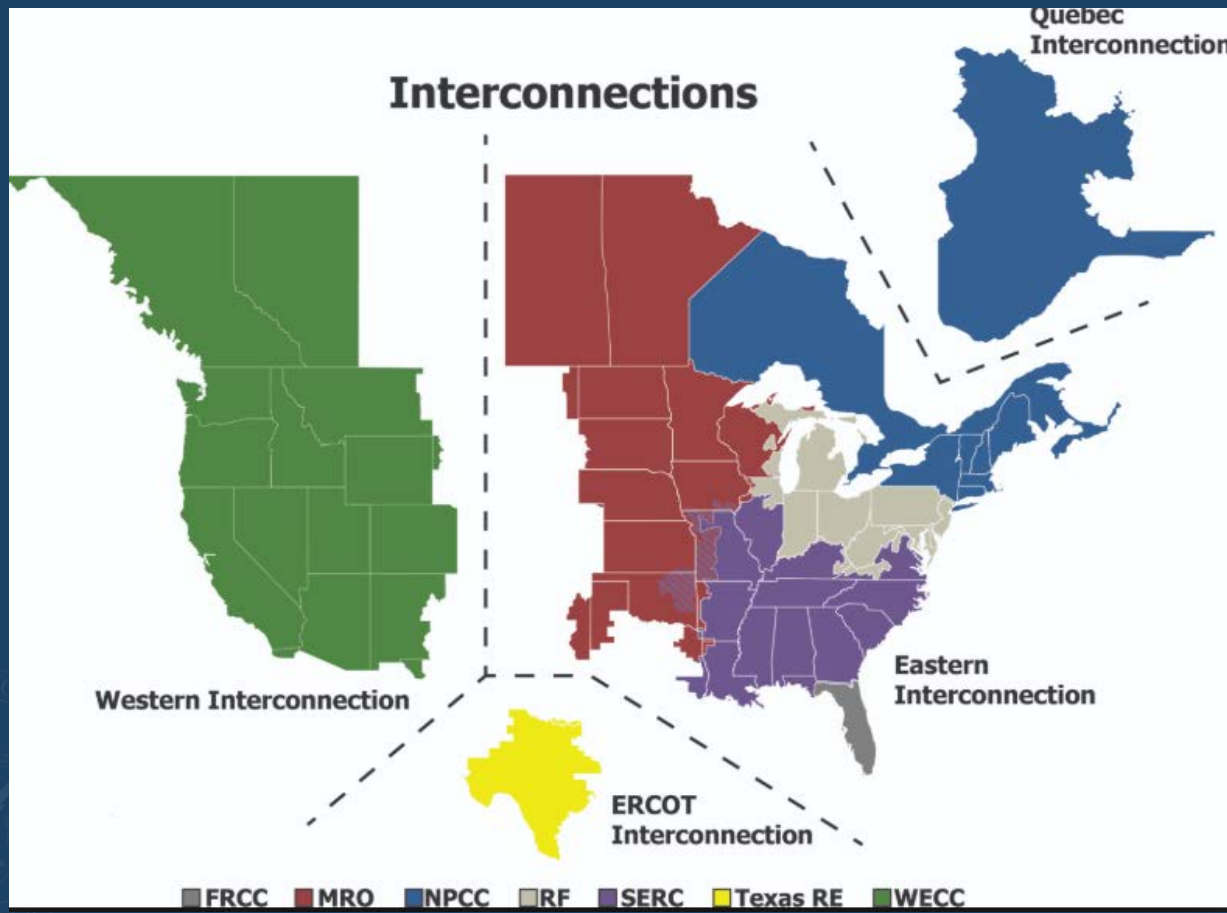 Quebec
Interconnection
Interconnections
Western Interconnection
Eastern
Interconnection
ERCOT
Interconnection
FRCC MRO NPCC RF SERC Texas RE WECC